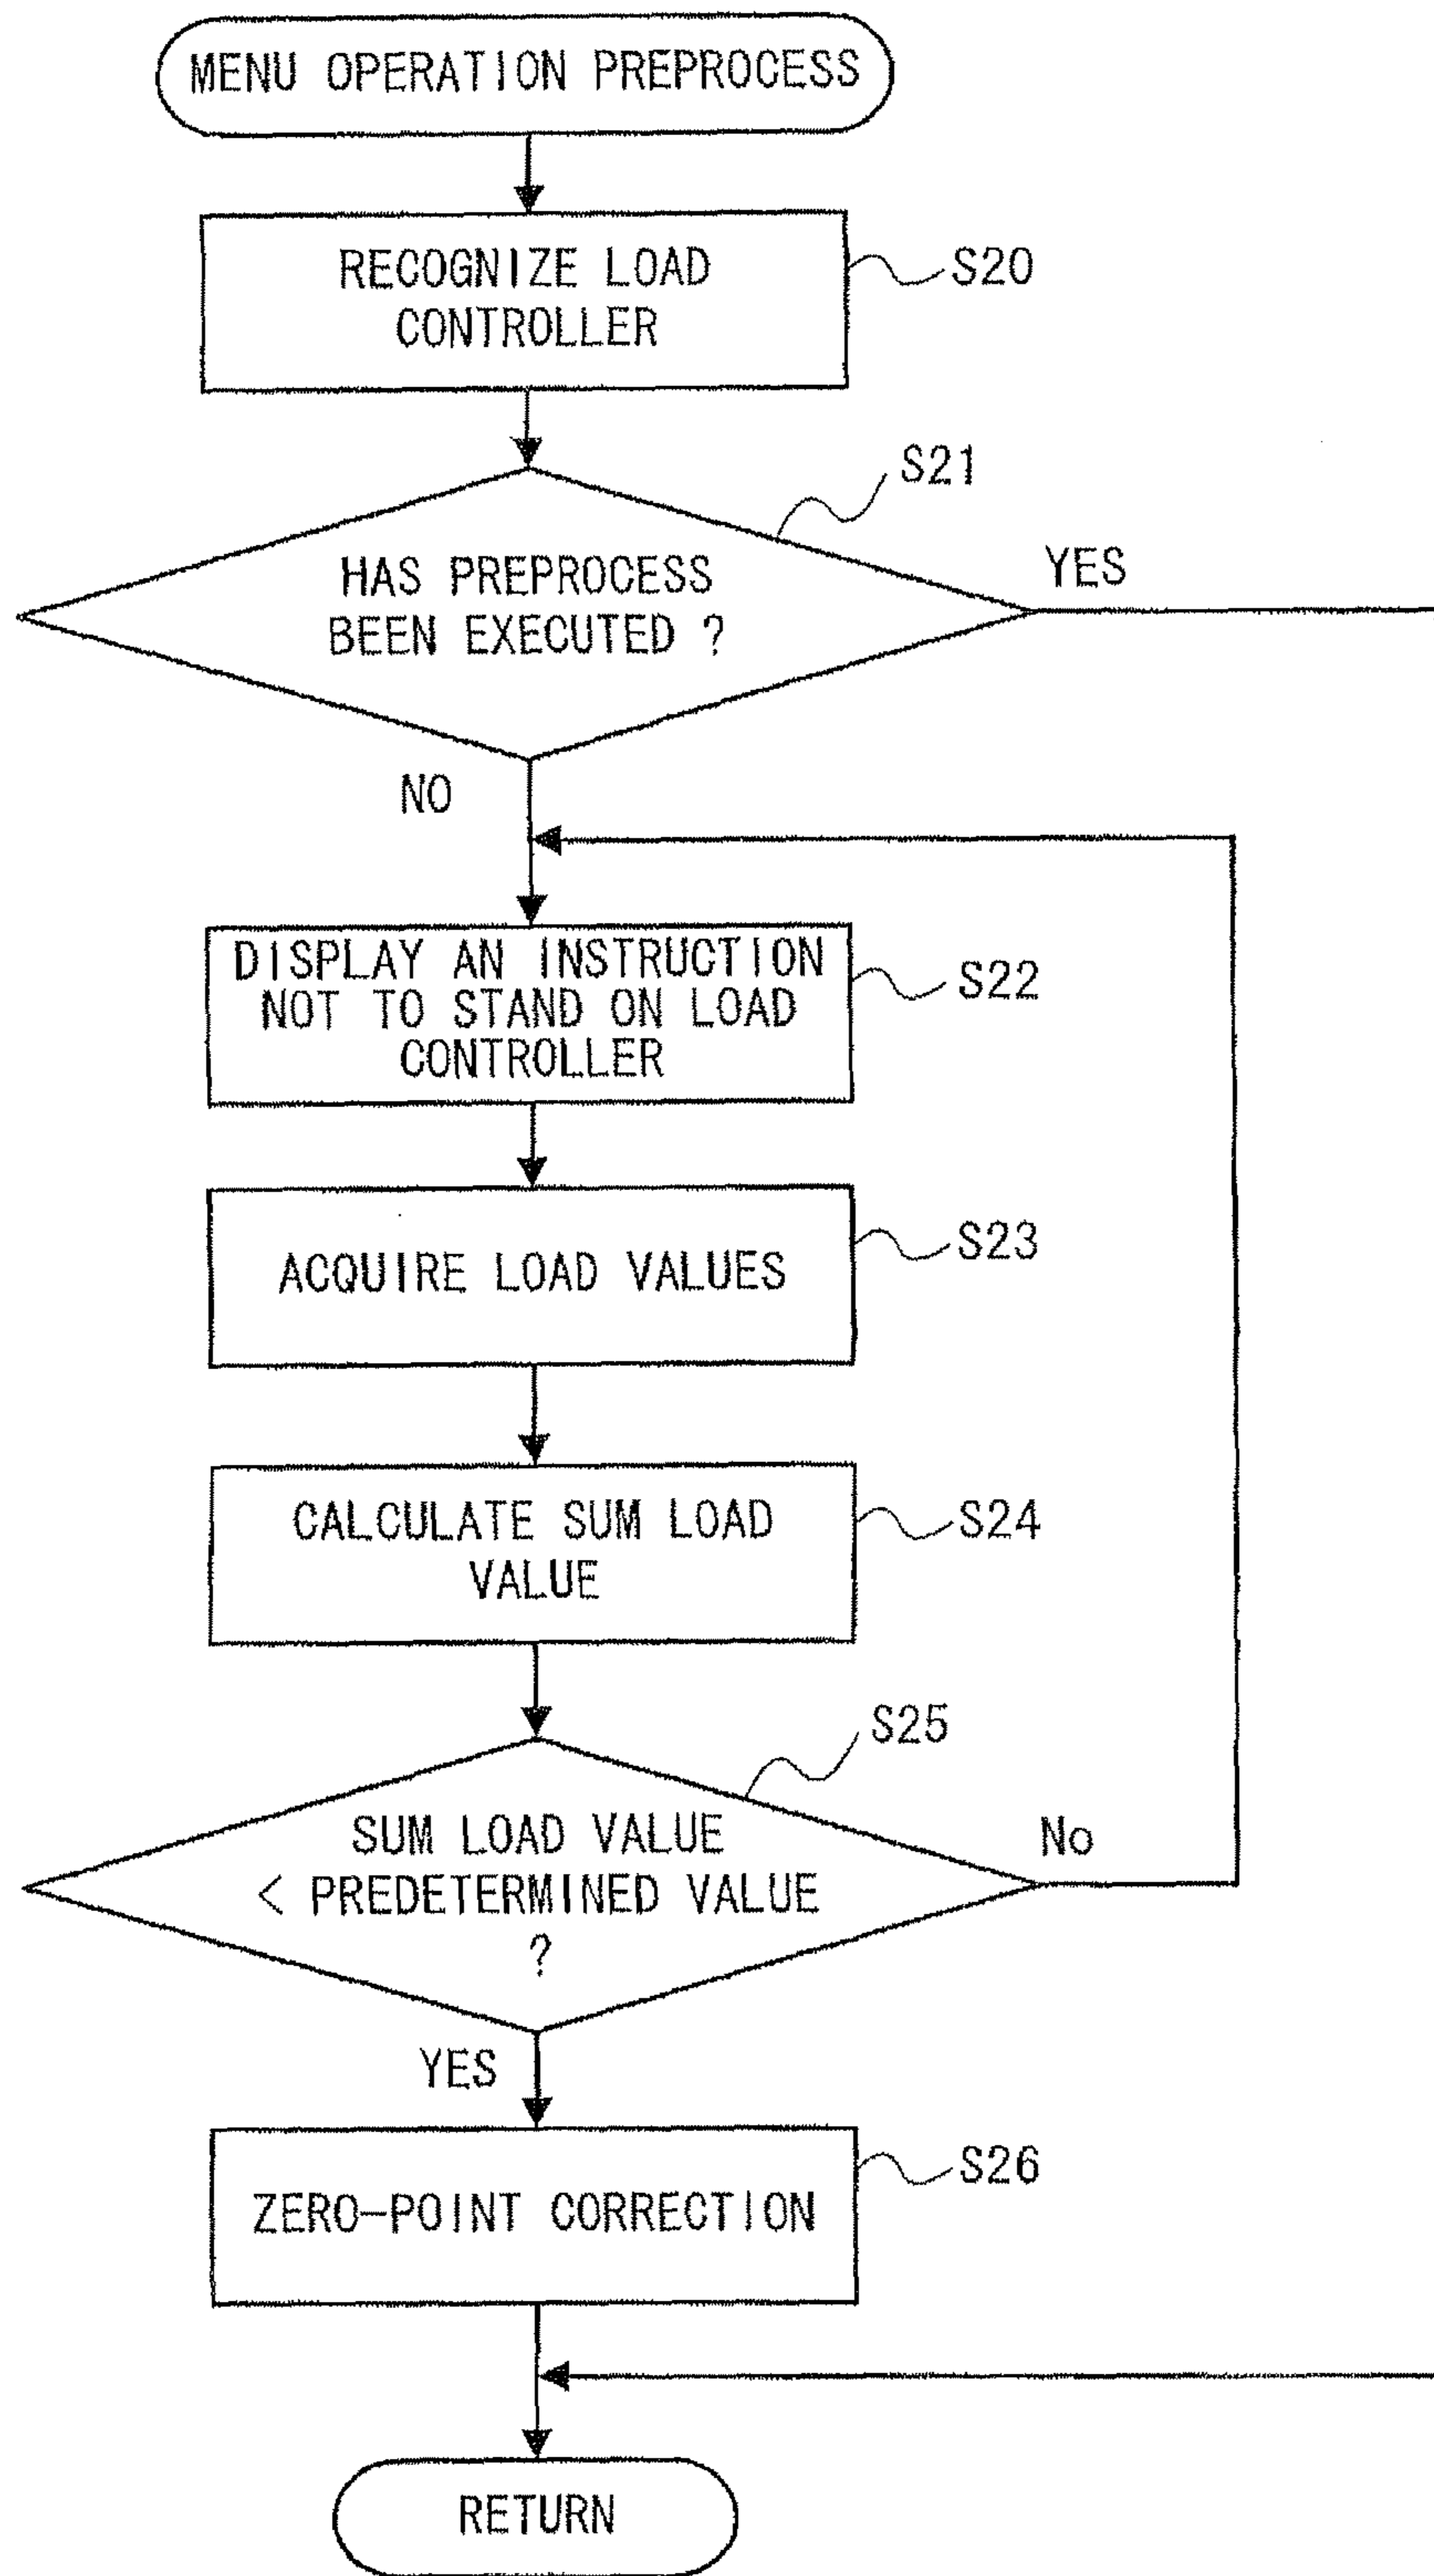 MENU OPERATION PREPROCESS
RECOGNIZE LOAD
CONTROLLER
S20
S21
HAS PREPROCESS
BEEN EXECUTED ?
YES
NO
DISPLAY AN INSTRUCTION
NOT TO STAND ON LOAD
CONTROLLER
S22
ACQUIRE LOAD VALUES
S23
CALCULATE SUM LOAD
VALUE
S24
S25
SUM LOAD VALUE
< PREDETERMINED VALUE
?
No
YES
ZERO-POINT CORRECTION
S26
RETURN